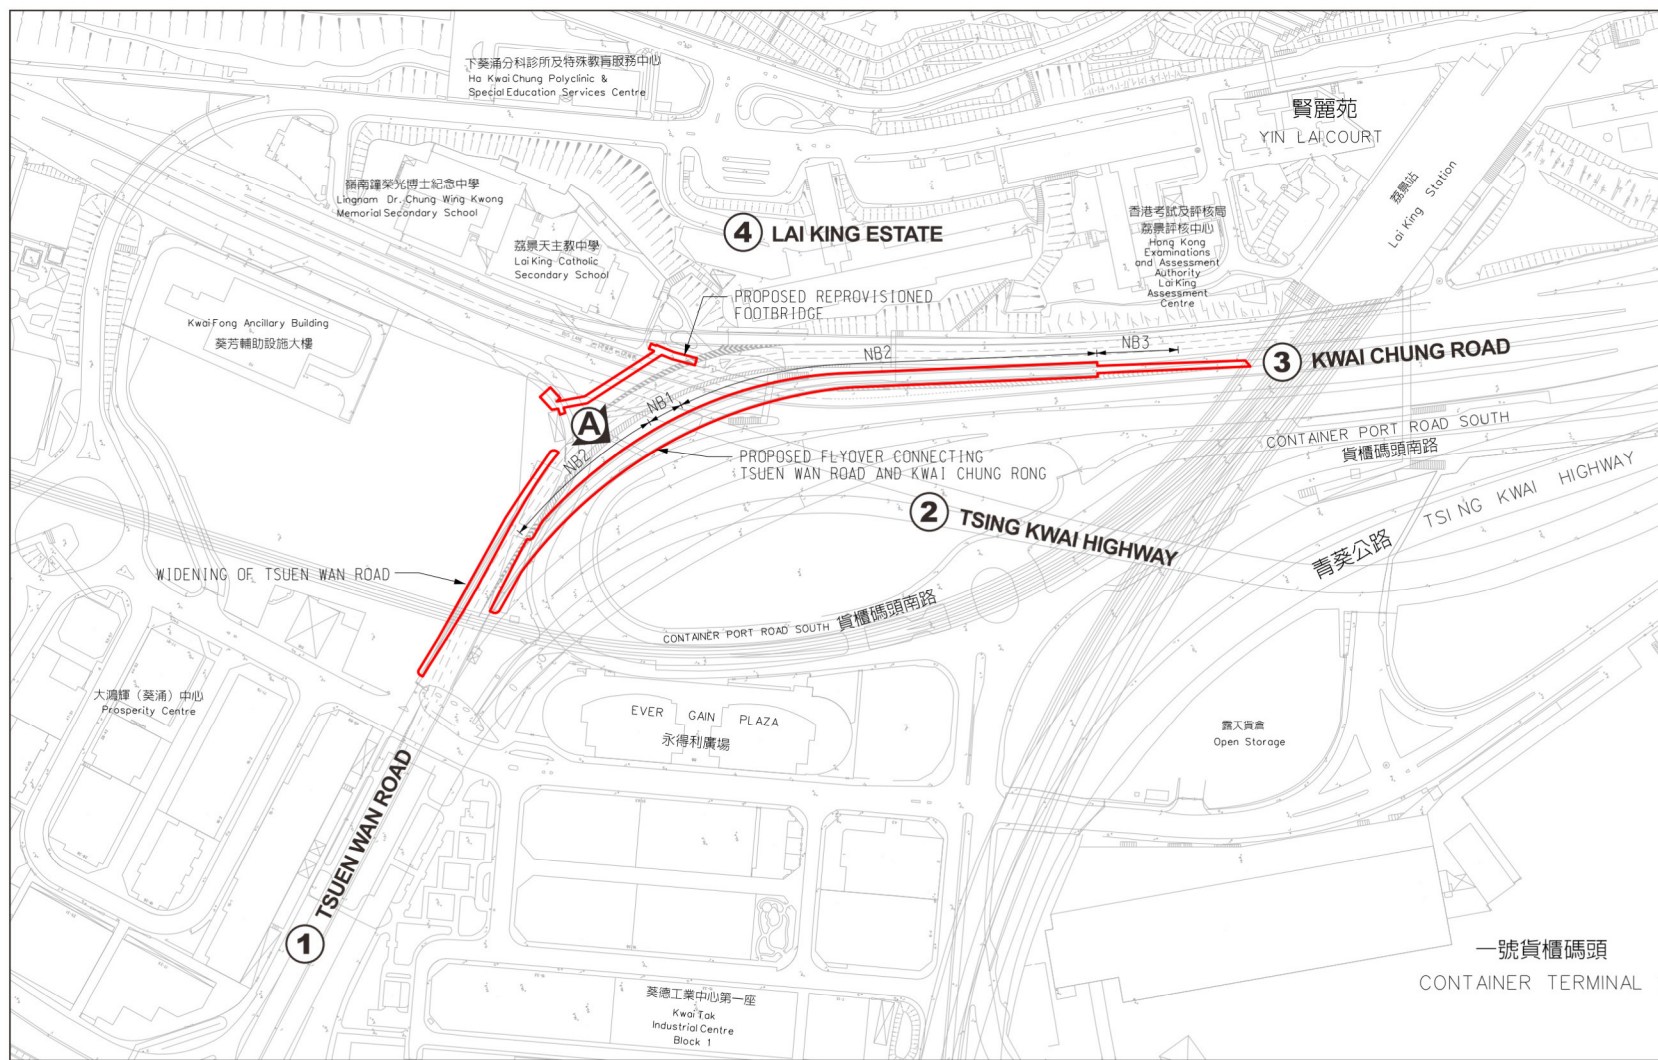 下葵涌分科診所及特殊教育服務中心
Ha Kwai Chung Polyclinic &
Special Education Services Centre
賢麗苑
YIN LAI COURT
嶺南鐘榮光博士紀念中學
Lingnam Dr. Chung Wing Kwong
Memorial Secondary School
荔景站
Lai King Station
荔景天主教中學
Lai King Catholic
Secondary School
4 LAI KING ESTATE
香港考試及評核局
荔景評核中心
Hong Kong
Examinations
and Assessment
Authority
Lai King
Assessment
Centre
PROPOSED REPROVISIONED
FOOTBRIDGE
Kwai Fong Ancillary Building
葵芳輔助設施大樓
NB2
NB3
3 KWAI CHUNG ROAD
NB1
A
NB2
PROPOSED FLYOVER CONNECTING
TSUEN WAN ROAD AND KWAI CHUNG RONG
CONTAINER PORT ROAD SOUTH
貨櫃碼頭南路
2 TSING KWAI HIGHWAY
青葵公路 TSING KWAI HIGHWAY
WIDENING OF TSUEN WAN ROAD
CONTAINER PORT ROAD SOUTH 貨櫃碼頭南路
大鴻輝（葵涌）中心
Prosperity Centre
EVER GAIN PLAZA
永得利廣場
露天貨倉
Open Storage
1 TSUEN WAN ROAD
一號貨櫃碼頭
CONTAINER TERMINAL
葵德工業中心第一座
Kwai Tak
Industrial Centre
Block 1